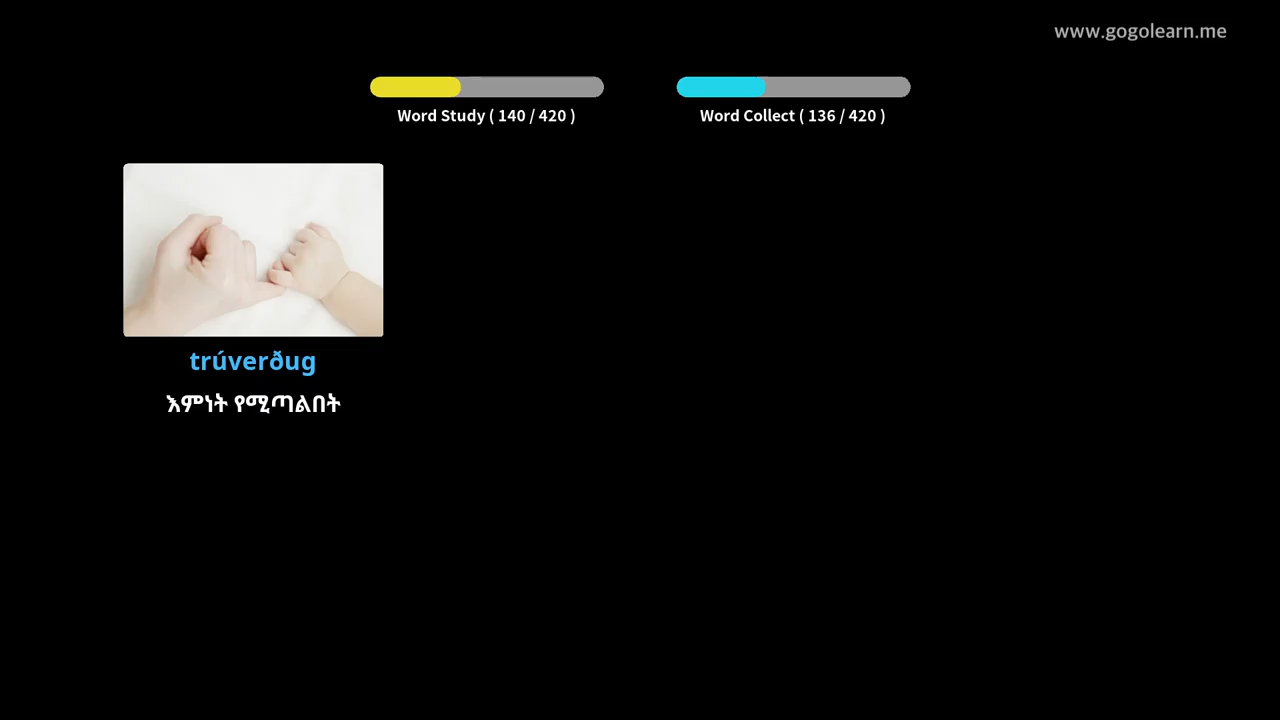 www.gogolearn.me
Word Study ( 140 / 420 )
Word Collect ( 136 / 420 )
trúverðug
እምነት የሚጣልበት